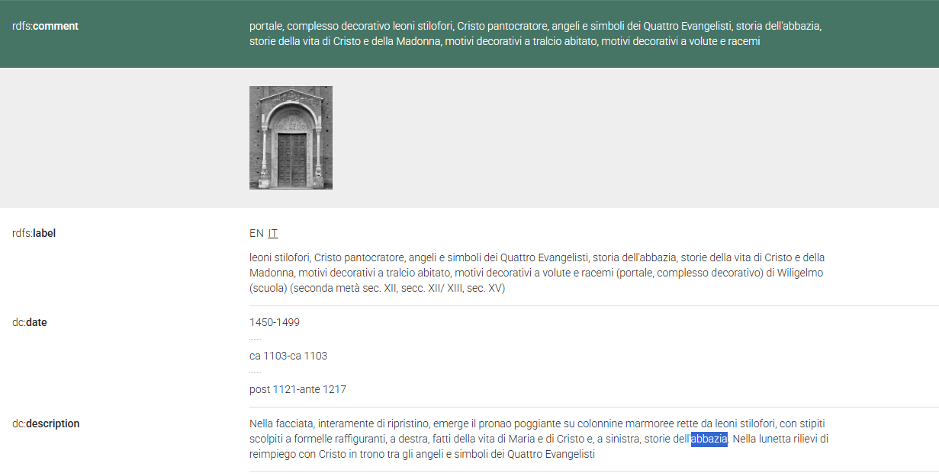 rdfs:comment
portale, complesso decorativo leoni stilofori, Cristo pantocratore, angeli e simboli dei Quattro Evangelisti, storia dell'abbazia,
storie della vita di Cristo e della Madonna, motivi decorativi a tralcio abitato, motivi decorativi a volute e racemi
rdfs:label
EN IT
leoni stilofori, Cristo pantocratore, angeli e simboli dei Quattro Evangelisti, storia dell'abbazia, storie della vita di Cristo e della
Madonna, motivi decorativi a tralcio abitato, motivi decorativi a volute e racemi (portale, complesso decorativo) di Wiligelmo
(scuola) (seconda metà sec. XII, secc. XII/ XIII, sec. XV)
dc:date
1450-1499
ca 1103-ca 1103
post 1121-ante 1217
dc:description
Nella facciata, interamente di ripristino, emerge il pronao poggiante su colonnine marmoree rette da leoni stilofori, con stipiti
scolpiti a formelle raffiguranti, a destra, fatti della vita di Maria e di Cristo e, a sinistra, storie dell'abbazia. Nella lunetta rilievi di
reimpiego con Cristo in trono tra gli angeli e simboli dei Quattro Evangelisti